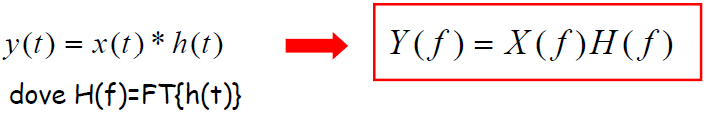 y(t) = x(t) * h(t)
Y(f) = X(f)H(f)
dove H(f)=FT{h(t)}